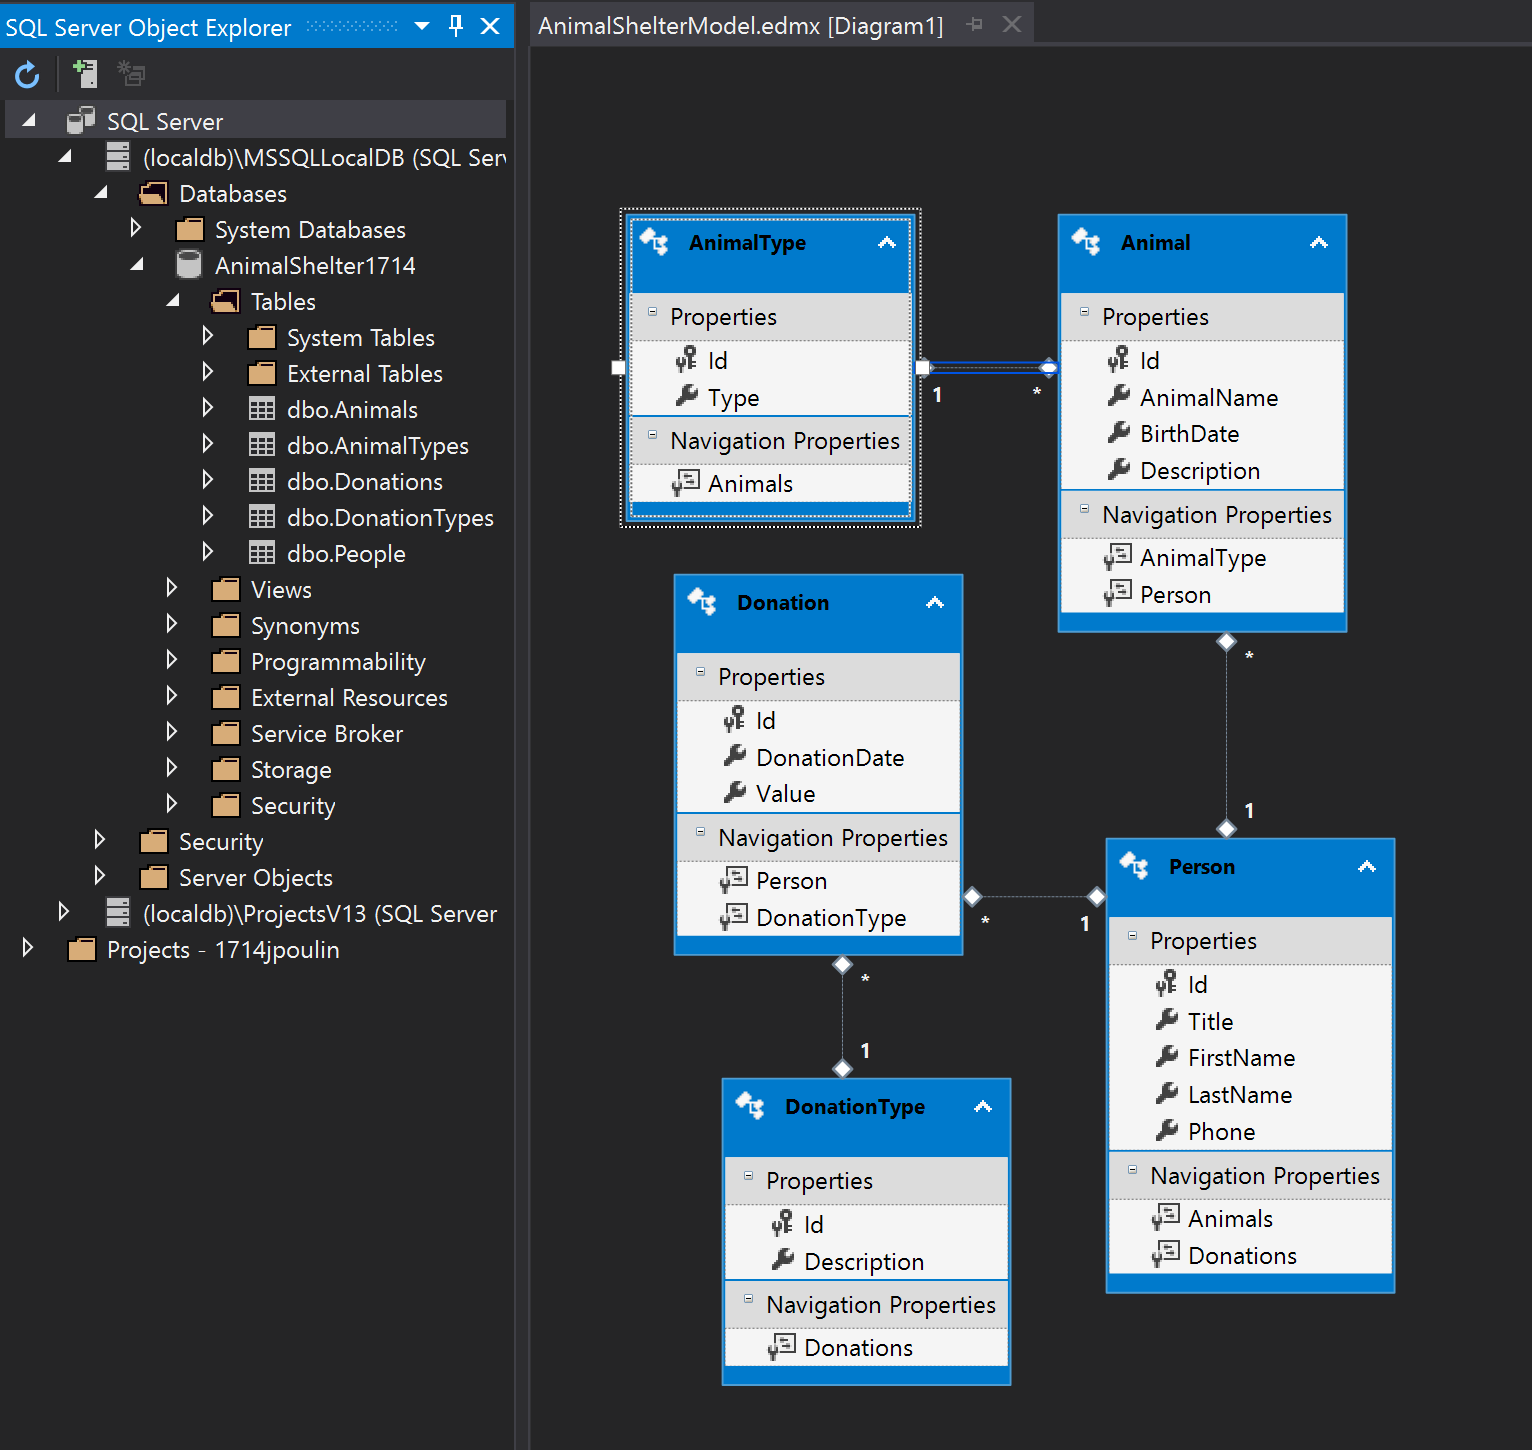 SQL Server Object Explorer
SQL Server
(localdb)\MSSQLLocalDB (SQL Serv
Databases
System Databases
AnimalShelter1714
Tables
System Tables
External Tables
dbo.Animals
dbo.AnimalTypes
dbo.Donations
dbo.DonationTypes
dbo.People
Views
Synonyms
Programmability
External Resources
Service Broker
Storage
Security
Security
Server Objects
(localdb)\ProjectsV13 (SQL Server
Projects - 1714jpoulin
AnimalShelterModel.edmx [Diagram1]
AnimalType
Properties
Id
Type
Navigation Properties
Animals
1
*
Animal
Properties
Id
AnimalName
BirthDate
Description
Navigation Properties
AnimalType
Person
*
1
Donation
Properties
Id
DonationDate
Value
Navigation Properties
Person
DonationType
*
1
*
1
Person
Properties
Id
Title
FirstName
LastName
Phone
Navigation Properties
Animals
Donations
DonationType
Properties
Id
Description
Navigation Properties
Donations